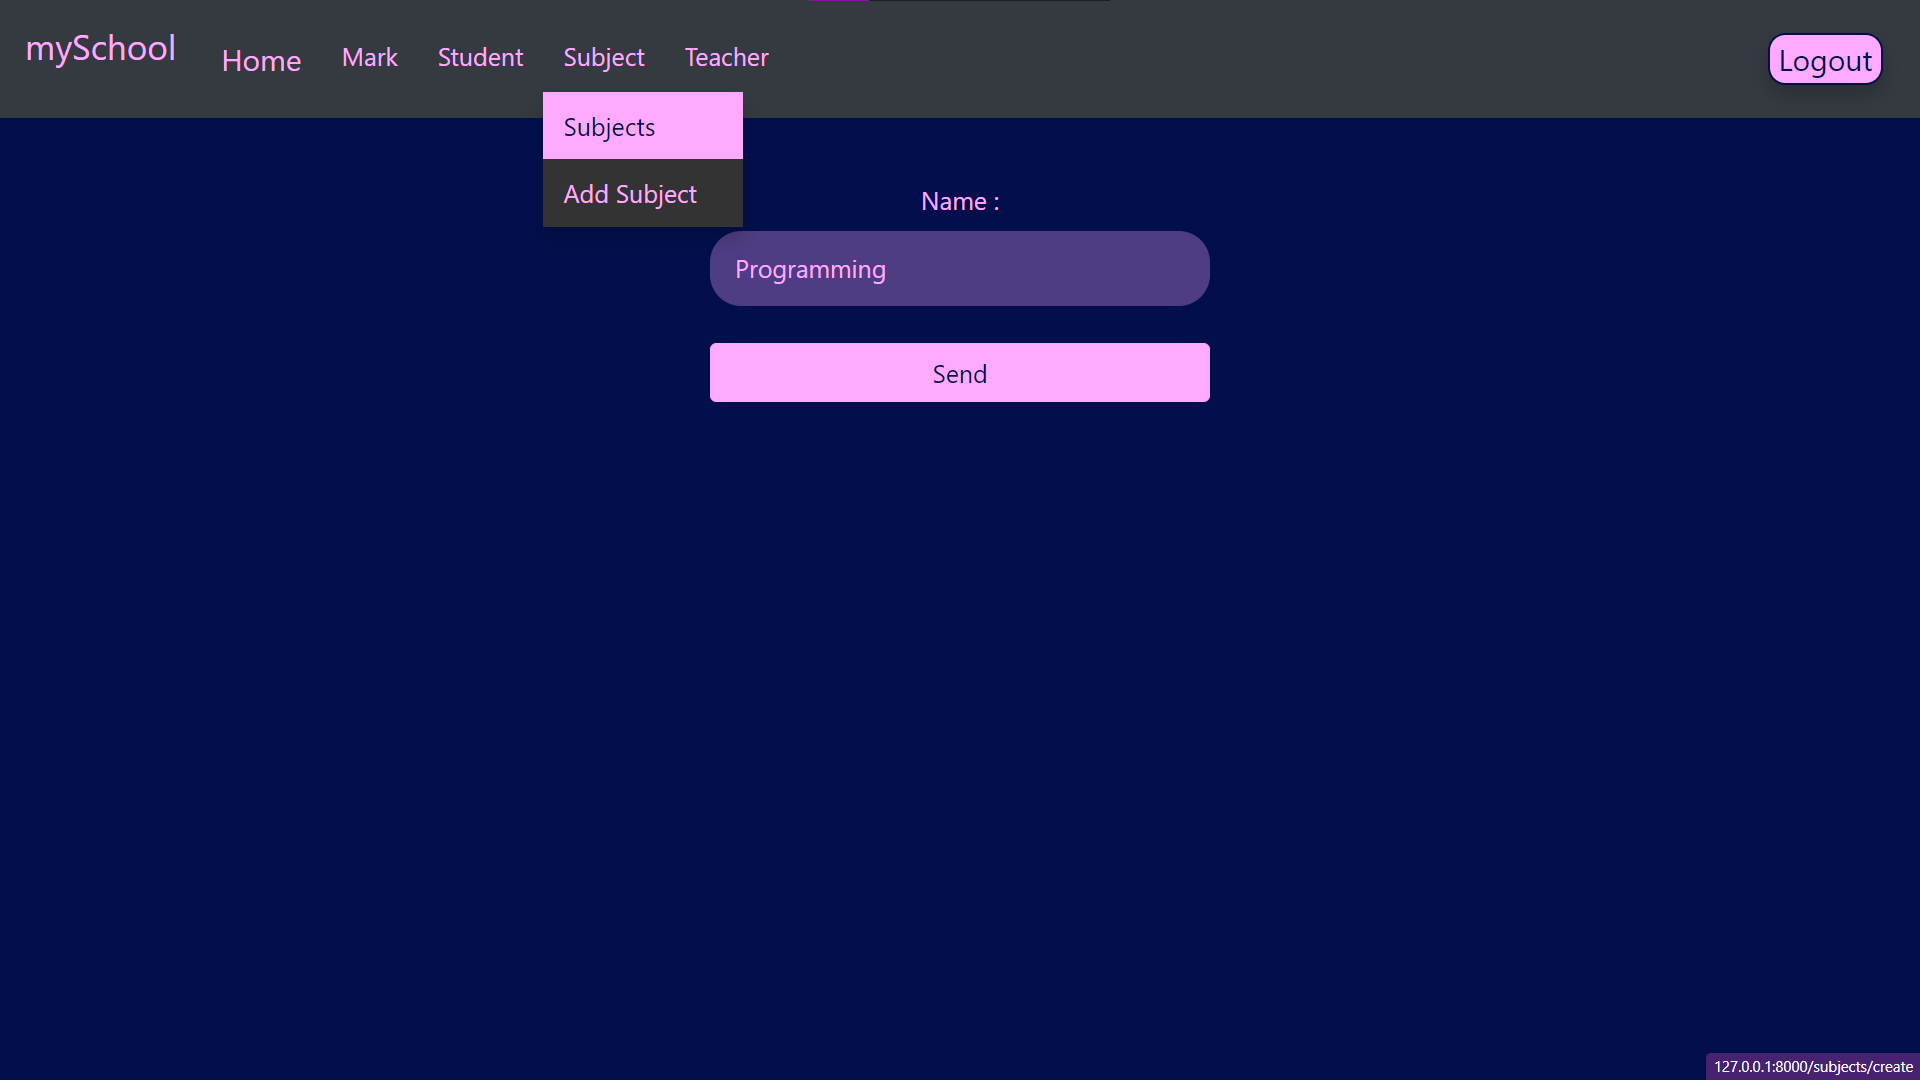 mySchool
Home
Mark
Student
Subject
Teacher
Logout
Subjects
Add Subject
Name :
Programming
Send
127.0.0.1:8000/subjects/create